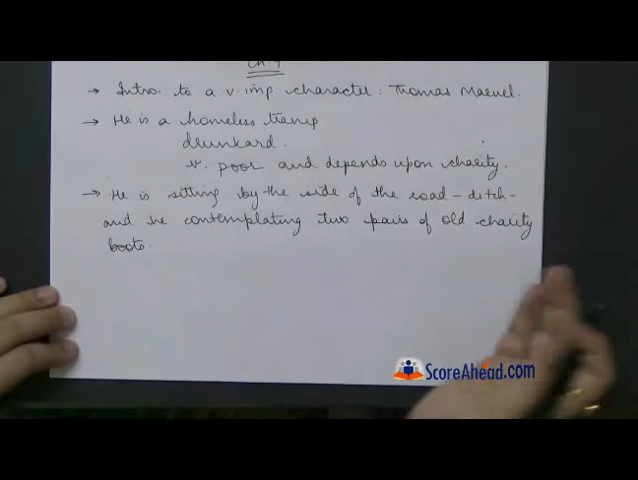 → Intro. to a v. imp character. Thomas Marvel.
→ He is a homeless tramp
drunkard.
v. poor and depends upon charity.
→ He is sitting by the side of the road - ditch -
and he contemplating two pairs of old charity
boots.
ScoreAhead.com